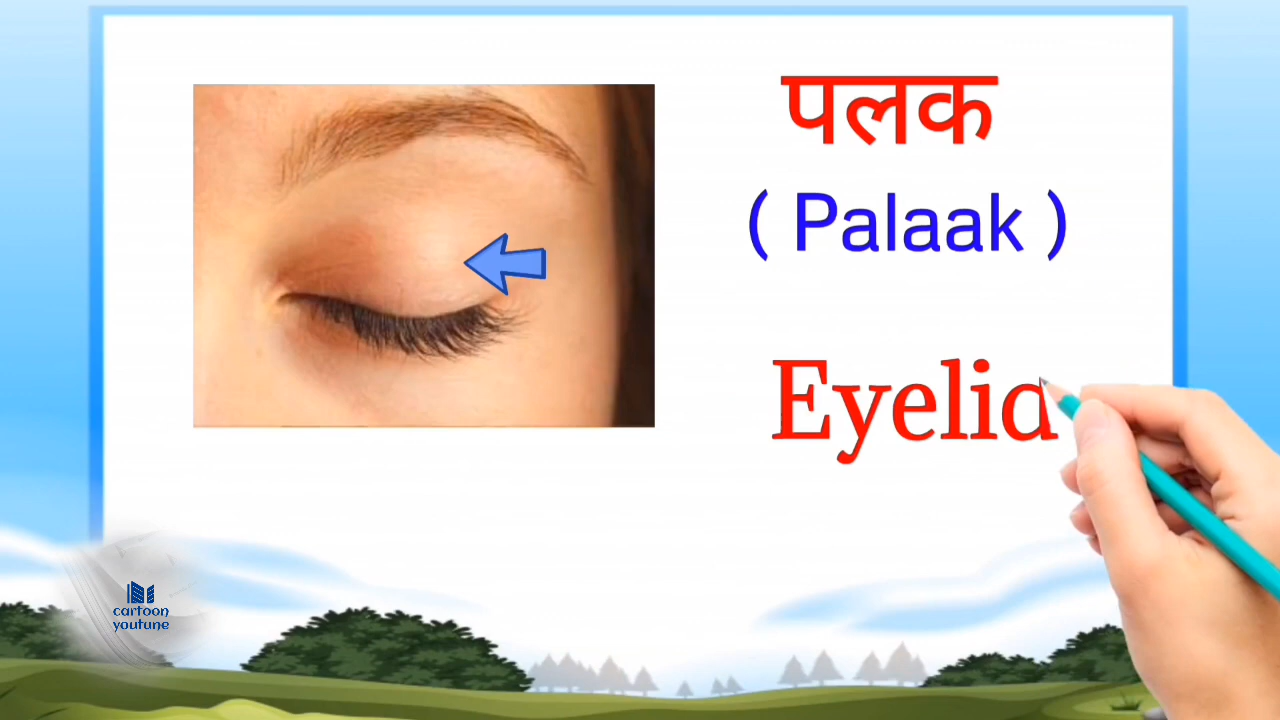 पलक
( Palaak )
Eyelid
cartoon
youtune